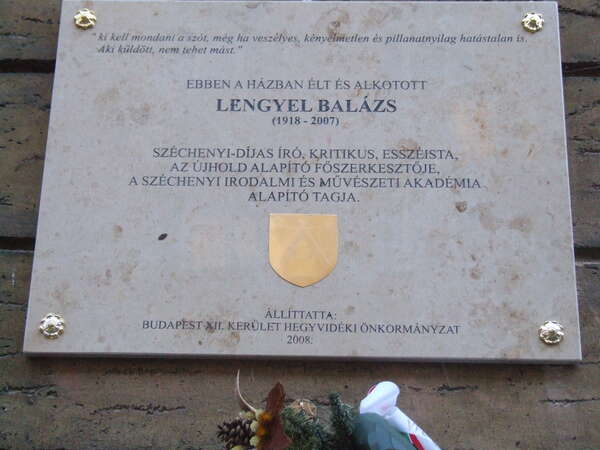 "ki kell mondani a szót, még ha veszélyes, kényelmetlen és pillanatnyilag hatástalan is.
Aki küldött, nem tehet mást."
EBBEN A HÁZBAN ÉLT ÉS ALKOTOTT
LENGYEL BALÁZS
(1918 - 2007)
SZÉCHENYI-DÍJAS ÍRÓ, KRITIKUS, ESSZÉISTA,
AZ ÚJHOLD ALAPÍTÓ FŐSZERKESZTŐJE,
A SZÉCHENYI IRODALMI ÉS MŰVÉSZETI AKADÉMIA
ALAPÍTÓ TAGJA.
ÁLLÍTTATTA:
BUDAPEST XII. KERÜLET HEGYVIDÉKI ÖNKORMÁNYZAT
2008.